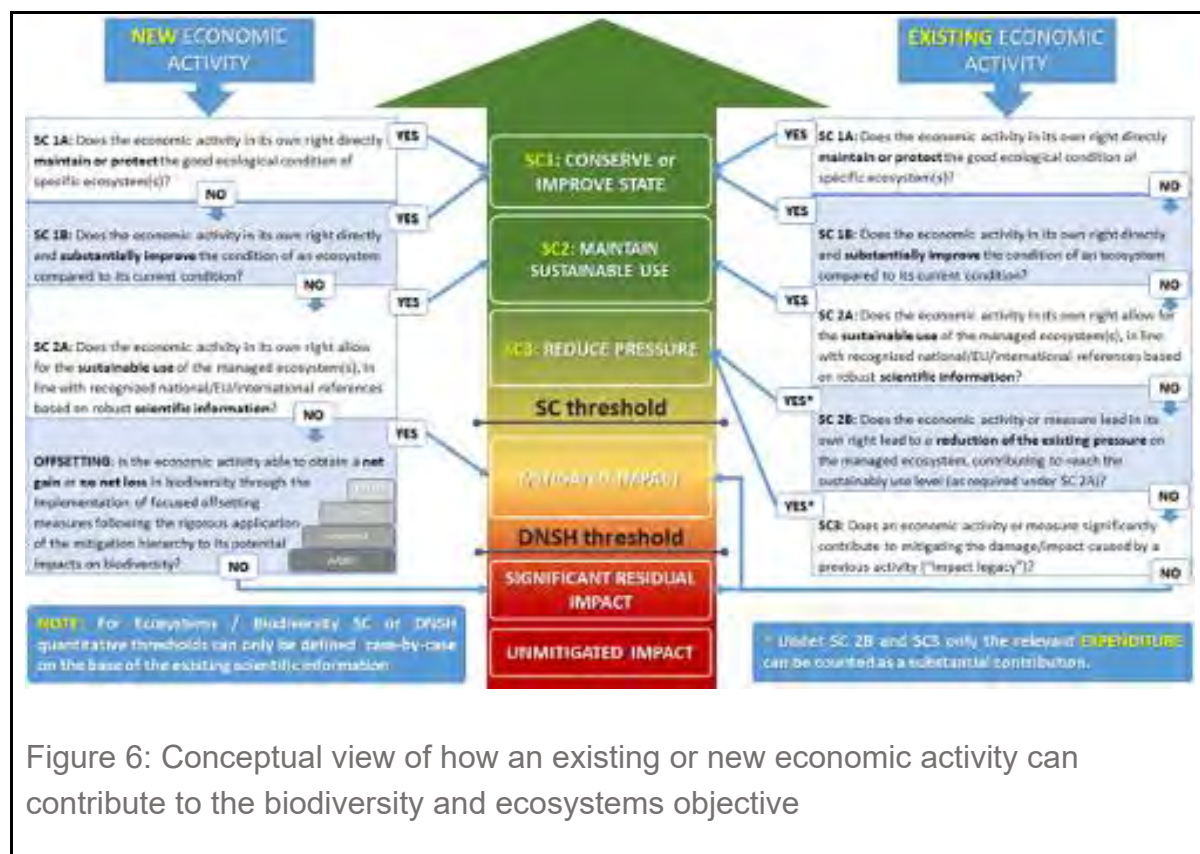 NEW ECONOMIC
ACTIVITY
SC 1A: Does the economic activity in its own right directly
maintain or protect the good ecological condition of
specific ecosystem(s)?
YES
NO
SC 1B: Does the economic activity in its own right directly
and substantially improve the condition of an ecosystem
compared to its current condition?
YES
NO
SC 2A: Does the economic activity in its own right allow
for the sustainable use of the managed ecosystem(s), in
line with recognized national/EU/international references
based on robust scientific information?
YES
NO
OFFSETTING: Is the economic activity able to obtain a net
gain or no net loss in biodiversity through the
implementation of focused offsetting
measures following the rigorous application
of the mitigation hierarchy to its potential
impacts on biodiversity?
YES
NO
NOTE: For Ecosystems / Biodiversity SC or DNSH
quantitative thresholds can only be defined case-by-case
on the base of the existing scientific information
SC1: CONSERVE or
IMPROVE STATE
SC2: MAINTAIN
SUSTAINABLE USE
SC3: REDUCE PRESSURE
SC threshold
MITIGATED IMPACT
DNSH threshold
SIGNIFICANT RESIDUAL
IMPACT
UNMITIGATED IMPACT
EXISTING ECONOMIC
ACTIVITY
YES
SC 1A: Does the economic activity in its own right directly
maintain or protect the good ecological condition of
specific ecosystem(s)?
NO
YES
SC 1B: Does the economic activity in its own right directly
and substantially improve the condition of an ecosystem
compared to its current condition?
NO
YES
SC 2A: Does the economic activity in its own right allow for
the sustainable use of the managed ecosystem(s), in line
with recognized national/EU/international references based
on robust scientific information?
NO
YES*
SC 2B: Does the economic activity or measure lead in its
own right lead to a reduction of the existing pressure on
the managed ecosystem, contributing to reach the
sustainably use level (as required under SC 2A)?
NO
YES*
SC3: Does an economic activity or measure significantly
contribute to mitigating the damage/impact caused by a
previous activity ("impact legacy")?
NO
* Under SC 2B and SC3 only the relevant EXPENDITURE
can be counted as a substantial contribution.
Figure 6: Conceptual view of how an existing or new economic activity can
contribute to the biodiversity and ecosystems objective